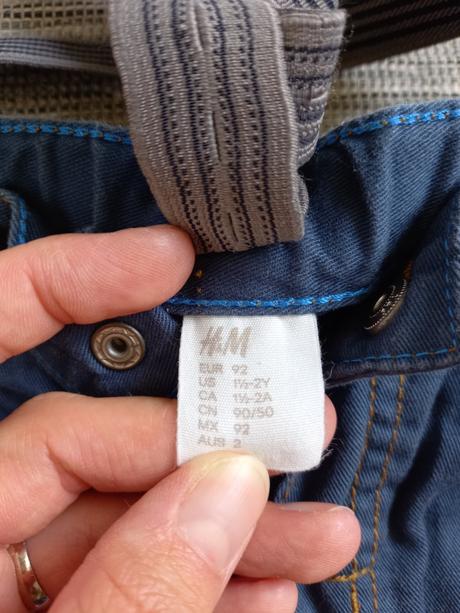 H&M
EUR 92
US 1½-2Y
CA 1½-2A
CN 90/50
MX 92
AUS 2